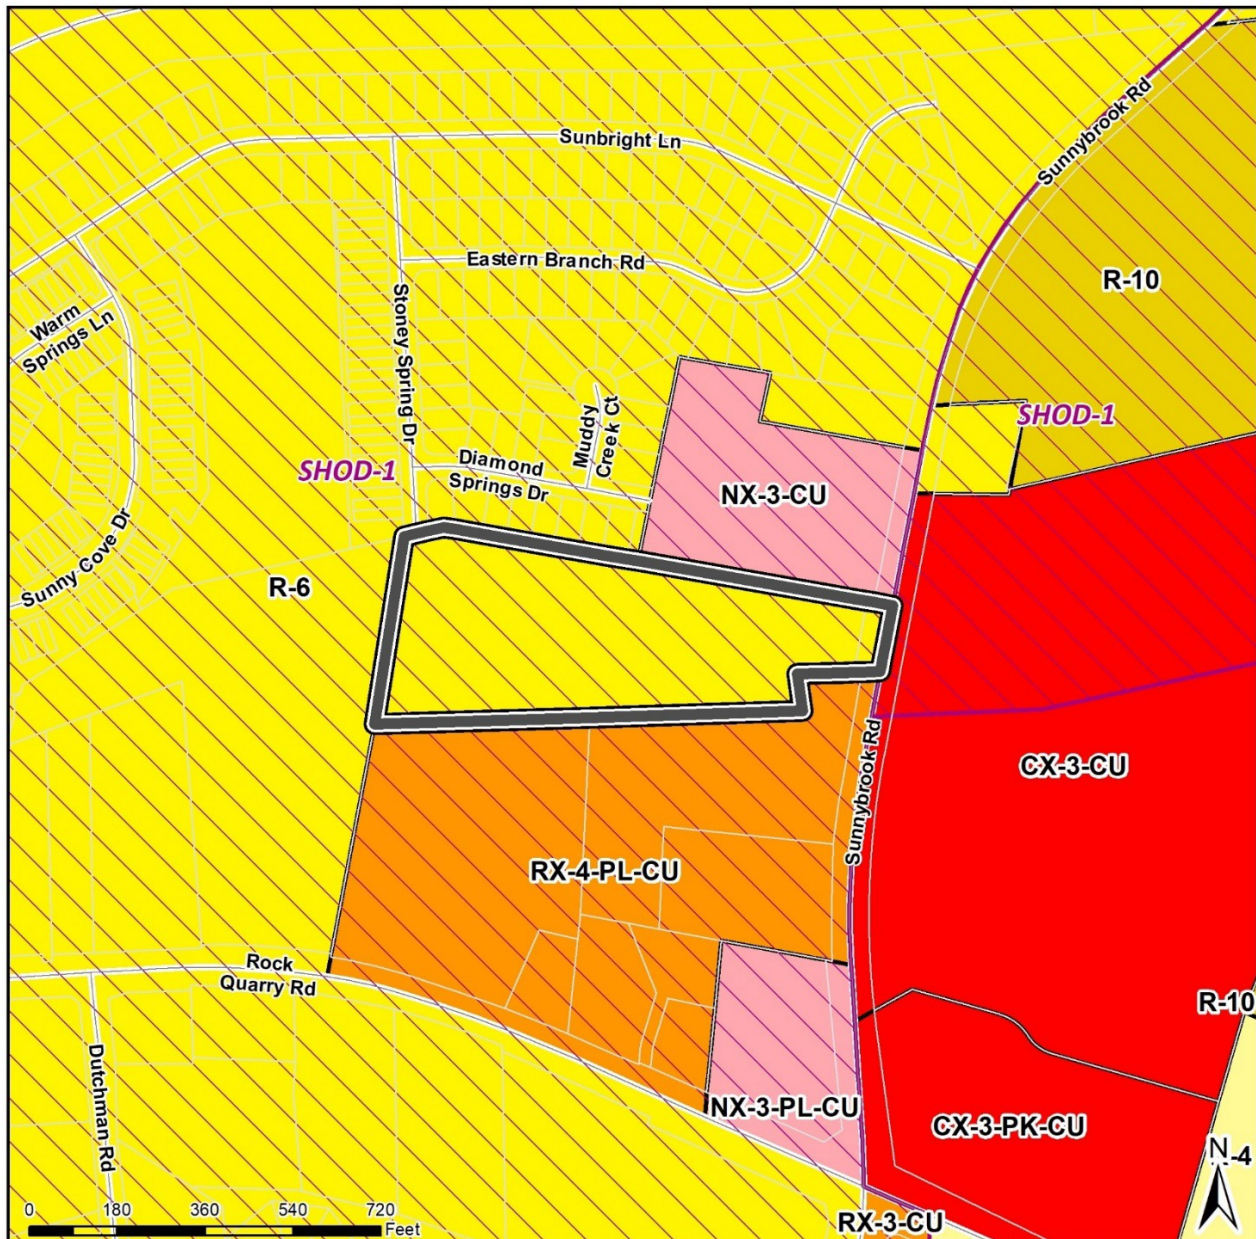 Sunnybrook Rd
Sunbright Ln
Eastern Branch Rd
R-10
Warm
Springs Ln
Stoney Spring Dr
Muddy
Creek Ct
SHOD-1
Diamond
Springs Dr
SHOD-1
NX-3-CU
Sunny Cove Dr
R-6
Sunnybrook Rd
CX-3-CU
RX-4-PL-CU
Rock
Quarry Rd
R-10
Dutchman Rd
NX-3-PL-CU
CX-3-PK-CU
N
-4
0 180 360 540 720
Feet
RX-3-CU